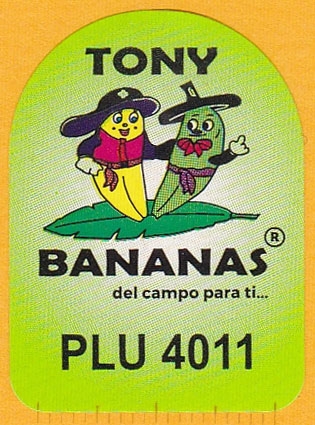 TONY
BANANAS®
del campo para ti...
PLU 4011